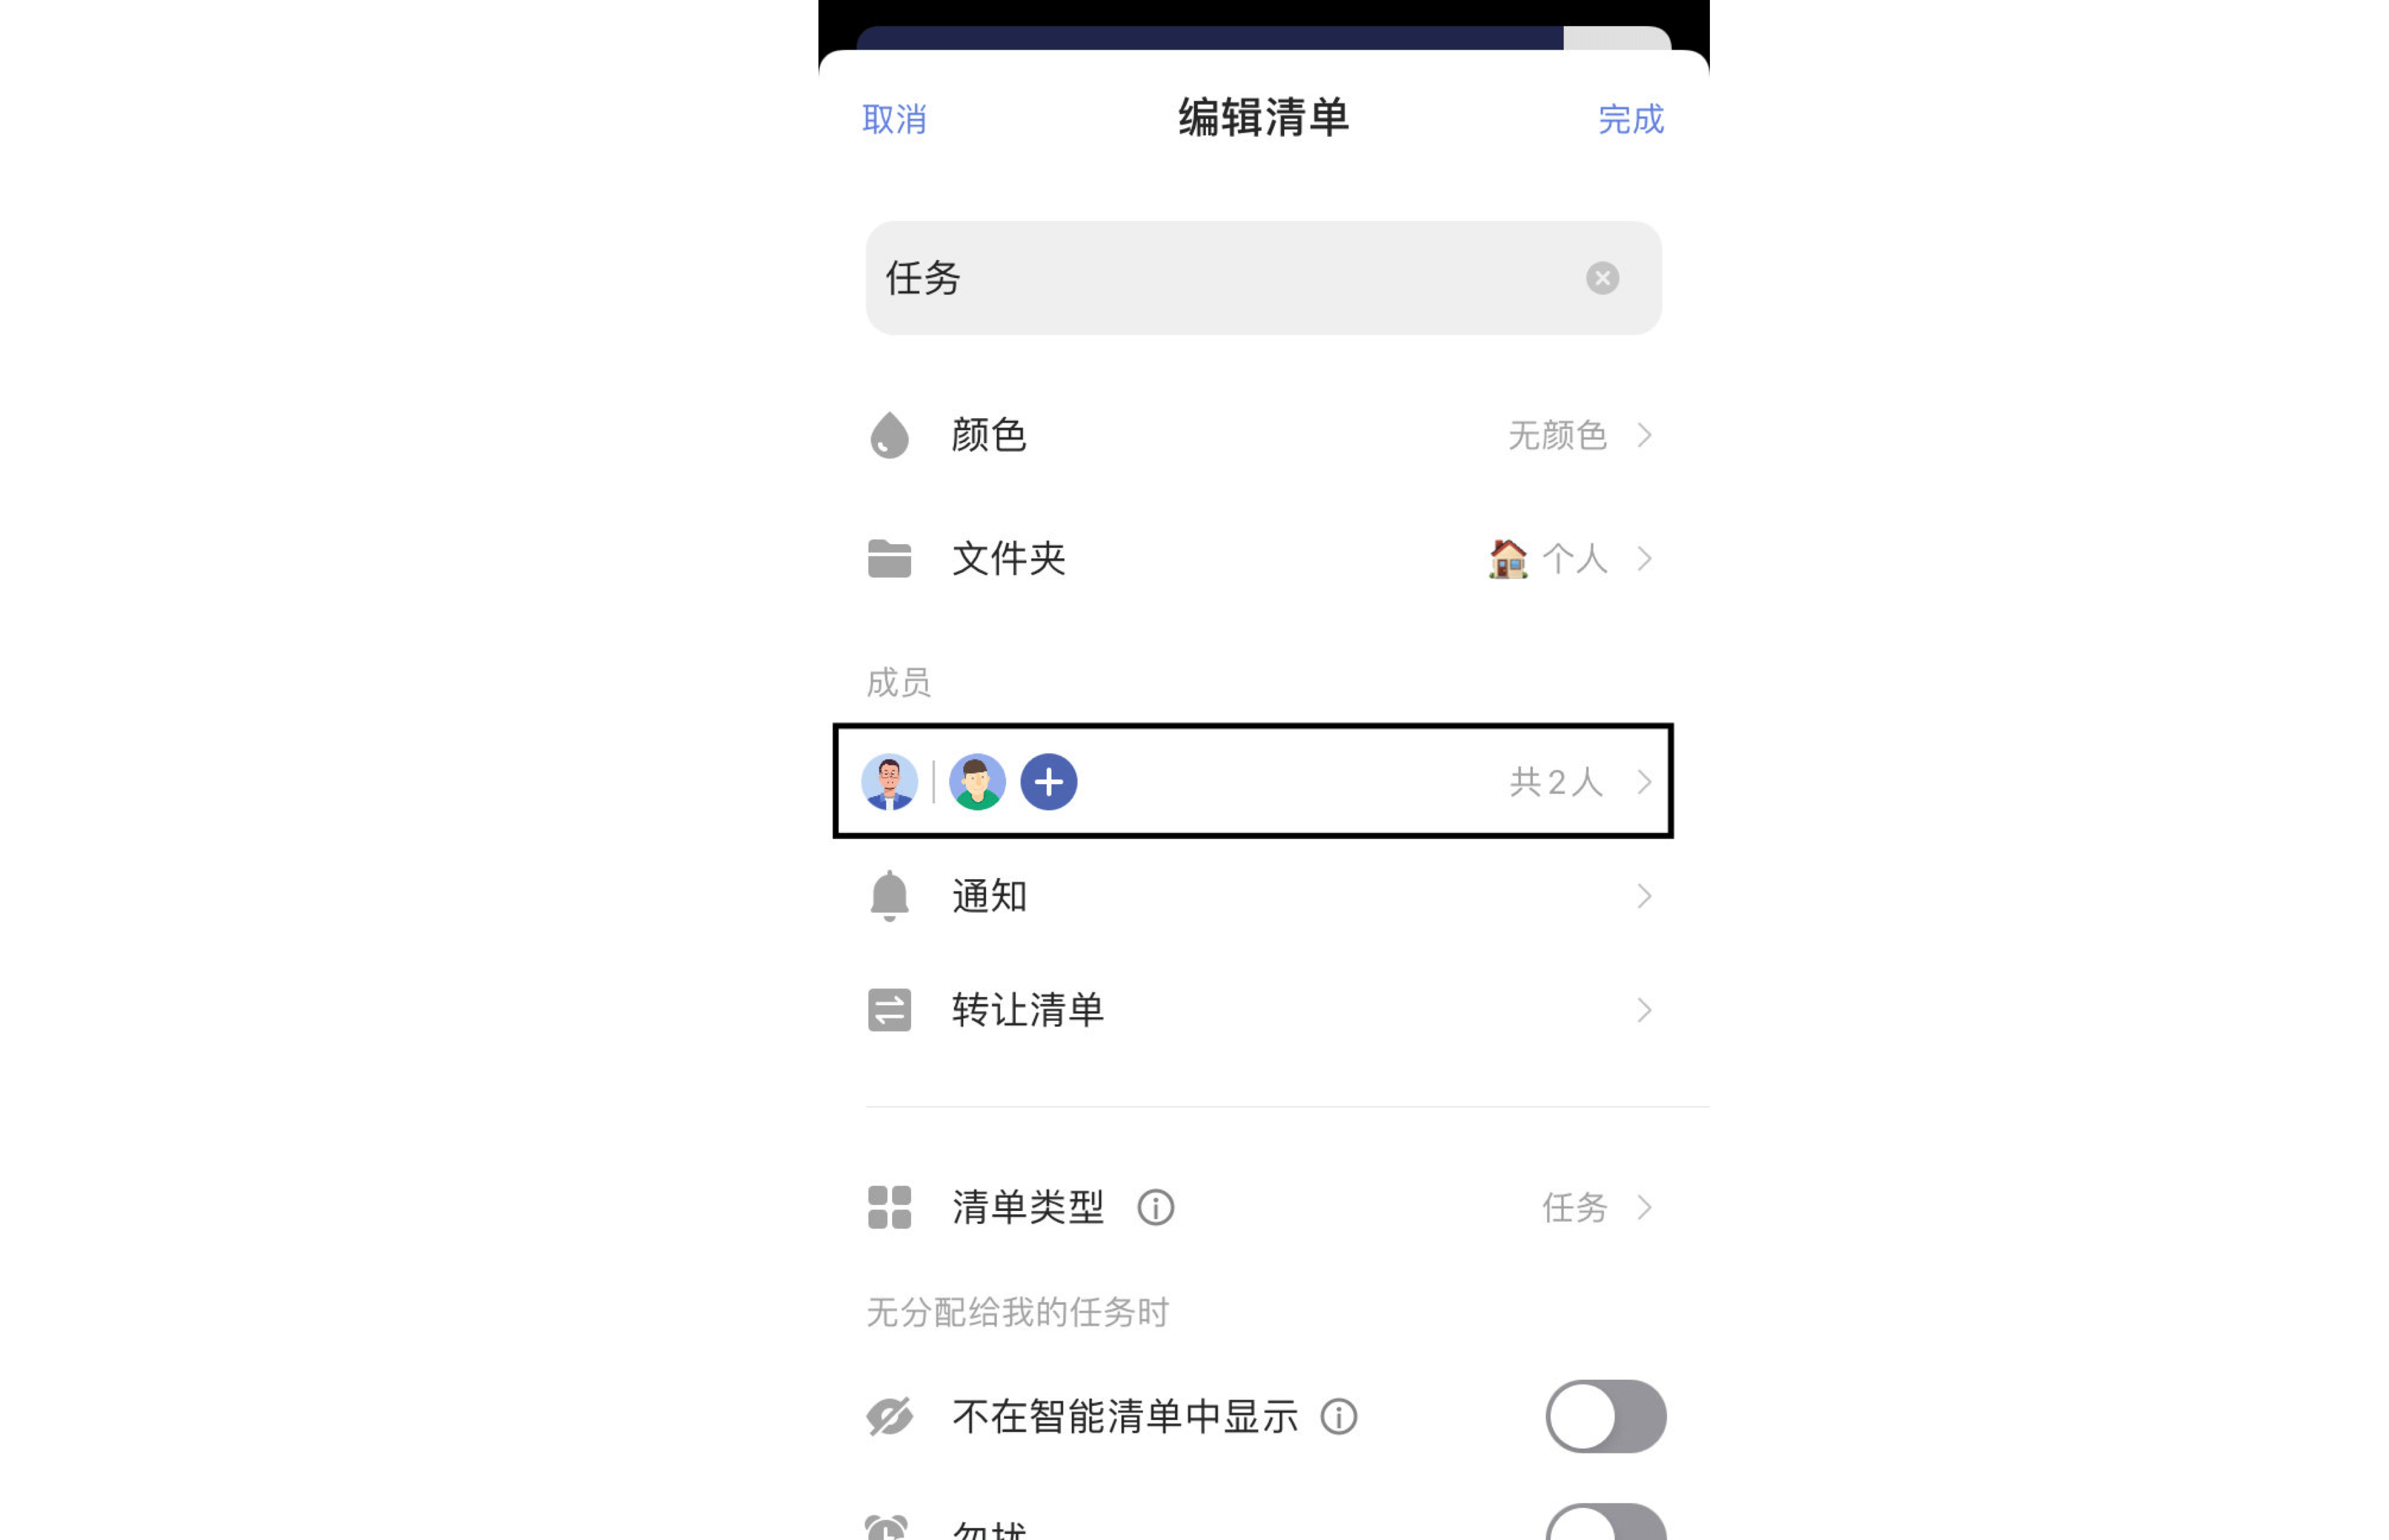 取消 编辑清单 完成
任务
颜色 无颜色
文件夹 🏠 个人
成员
共 2 人
通知
转让清单
清单类型 任务
无分配给我的任务时
不在智能清单中显示
勿扰